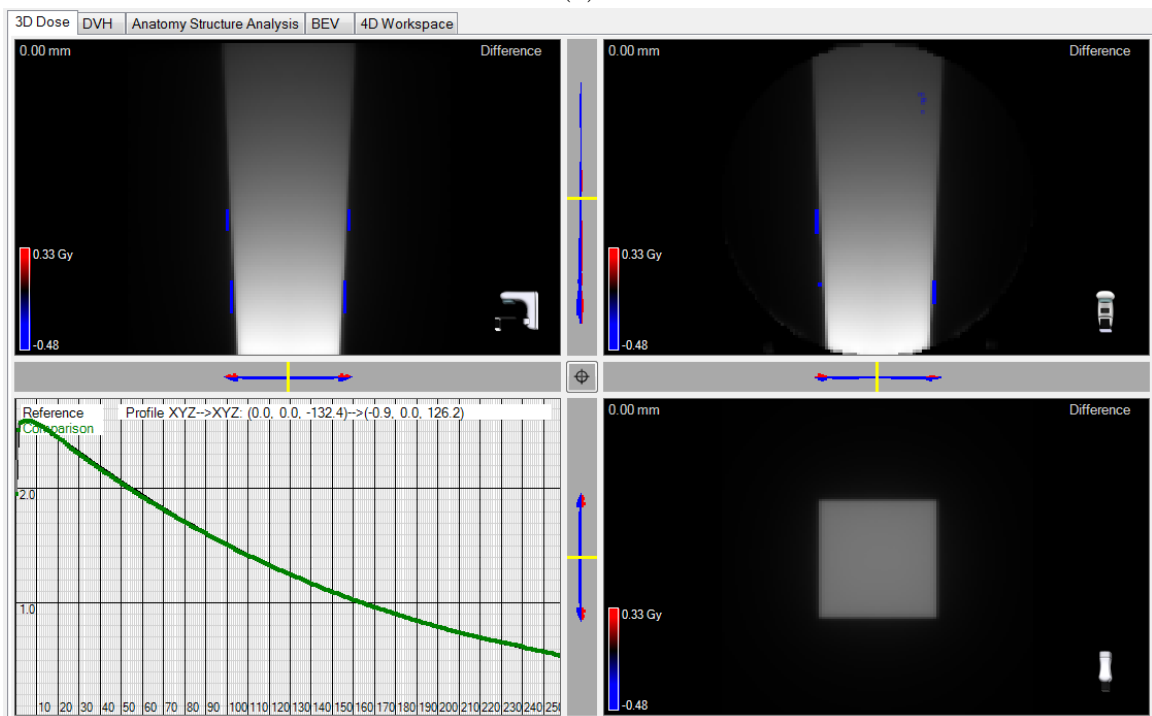 3D Dose DVH Anatomy Structure Analysis BEV 4D Workspace
0.00 mm Difference
0.33 Gy
-0.48
0.00 mm Difference
0.33 Gy
-0.48
Reference Profile XYZ-->XYZ: (0.0, 0.0, -132.4)-->(-0.9, 0.0, 126.2)
Comparison
2.0
1.0
10 20 30 40 50 60 70 80 90 100 110 120 130 140 150 160 170 180 190 200 210 220 230 240
0.00 mm Difference
0.33 Gy
-0.48